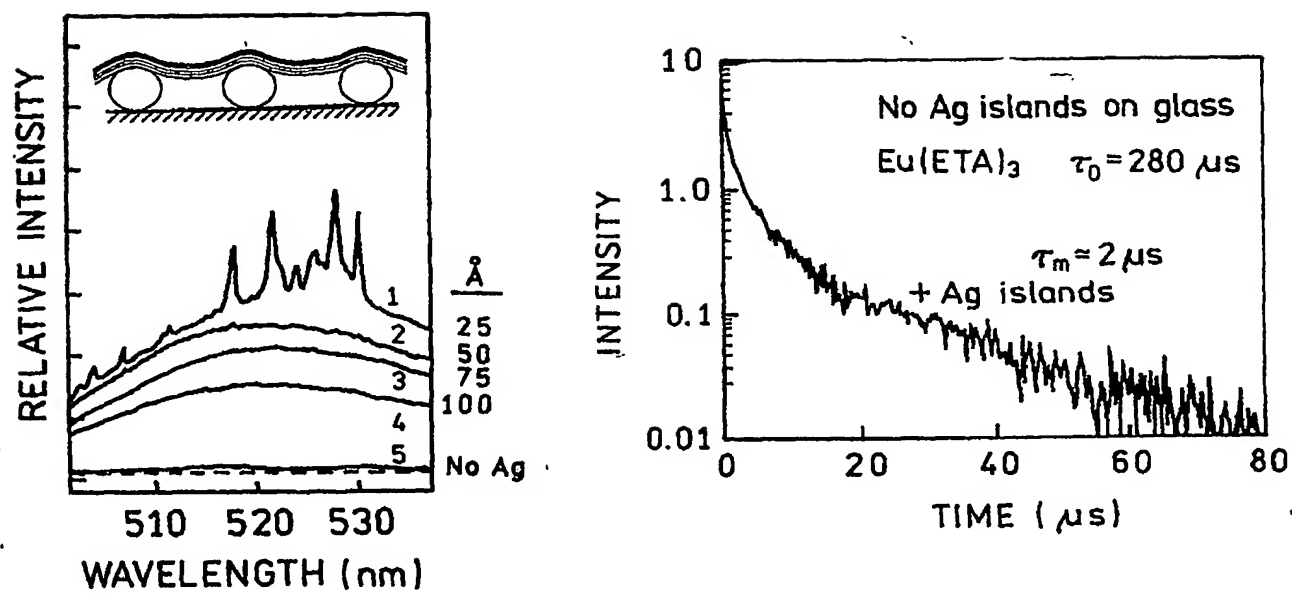 RELATIVE INTENSITY
1
2
3
4
5
Å
25
50
75
100
No Ag
510 520 530
WAVELENGTH (nm)
INTENSITY
10
1.0
0.1
0.01
No Ag islands on glass
Eu(ETA)₃ τ₀ = 280 μs
τₘ ≃ 2 μs
+ Ag islands
0 20 40 60 80
TIME (μs)